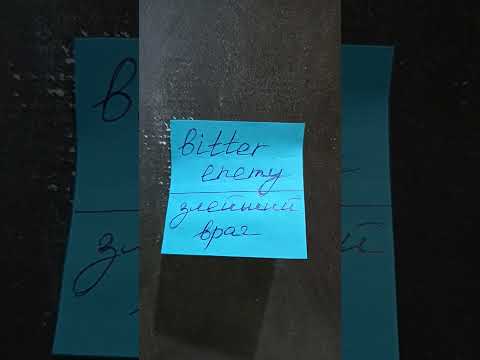 bitter
enemy
злейший
враг